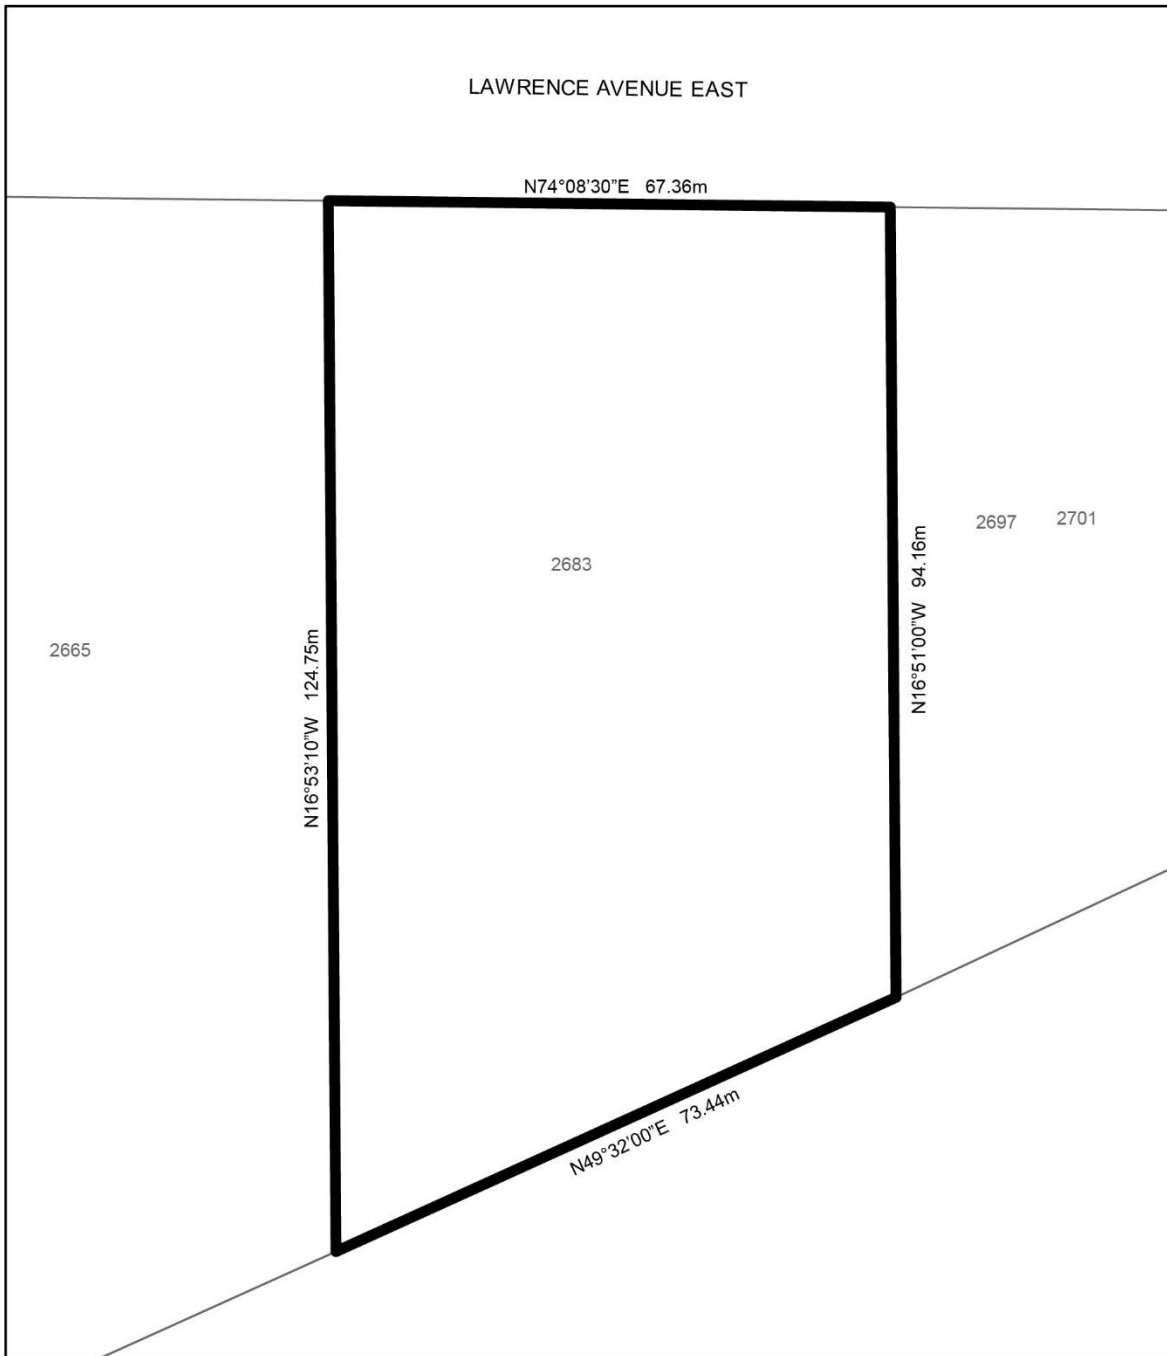 LAWRENCE AVENUE EAST
N74°08'30"E 67.36m
2683
2697
2701
N16°51'00"W 94.16m
2665
N16°53'10"W 124.75m
N49°32'00"E 73.44m